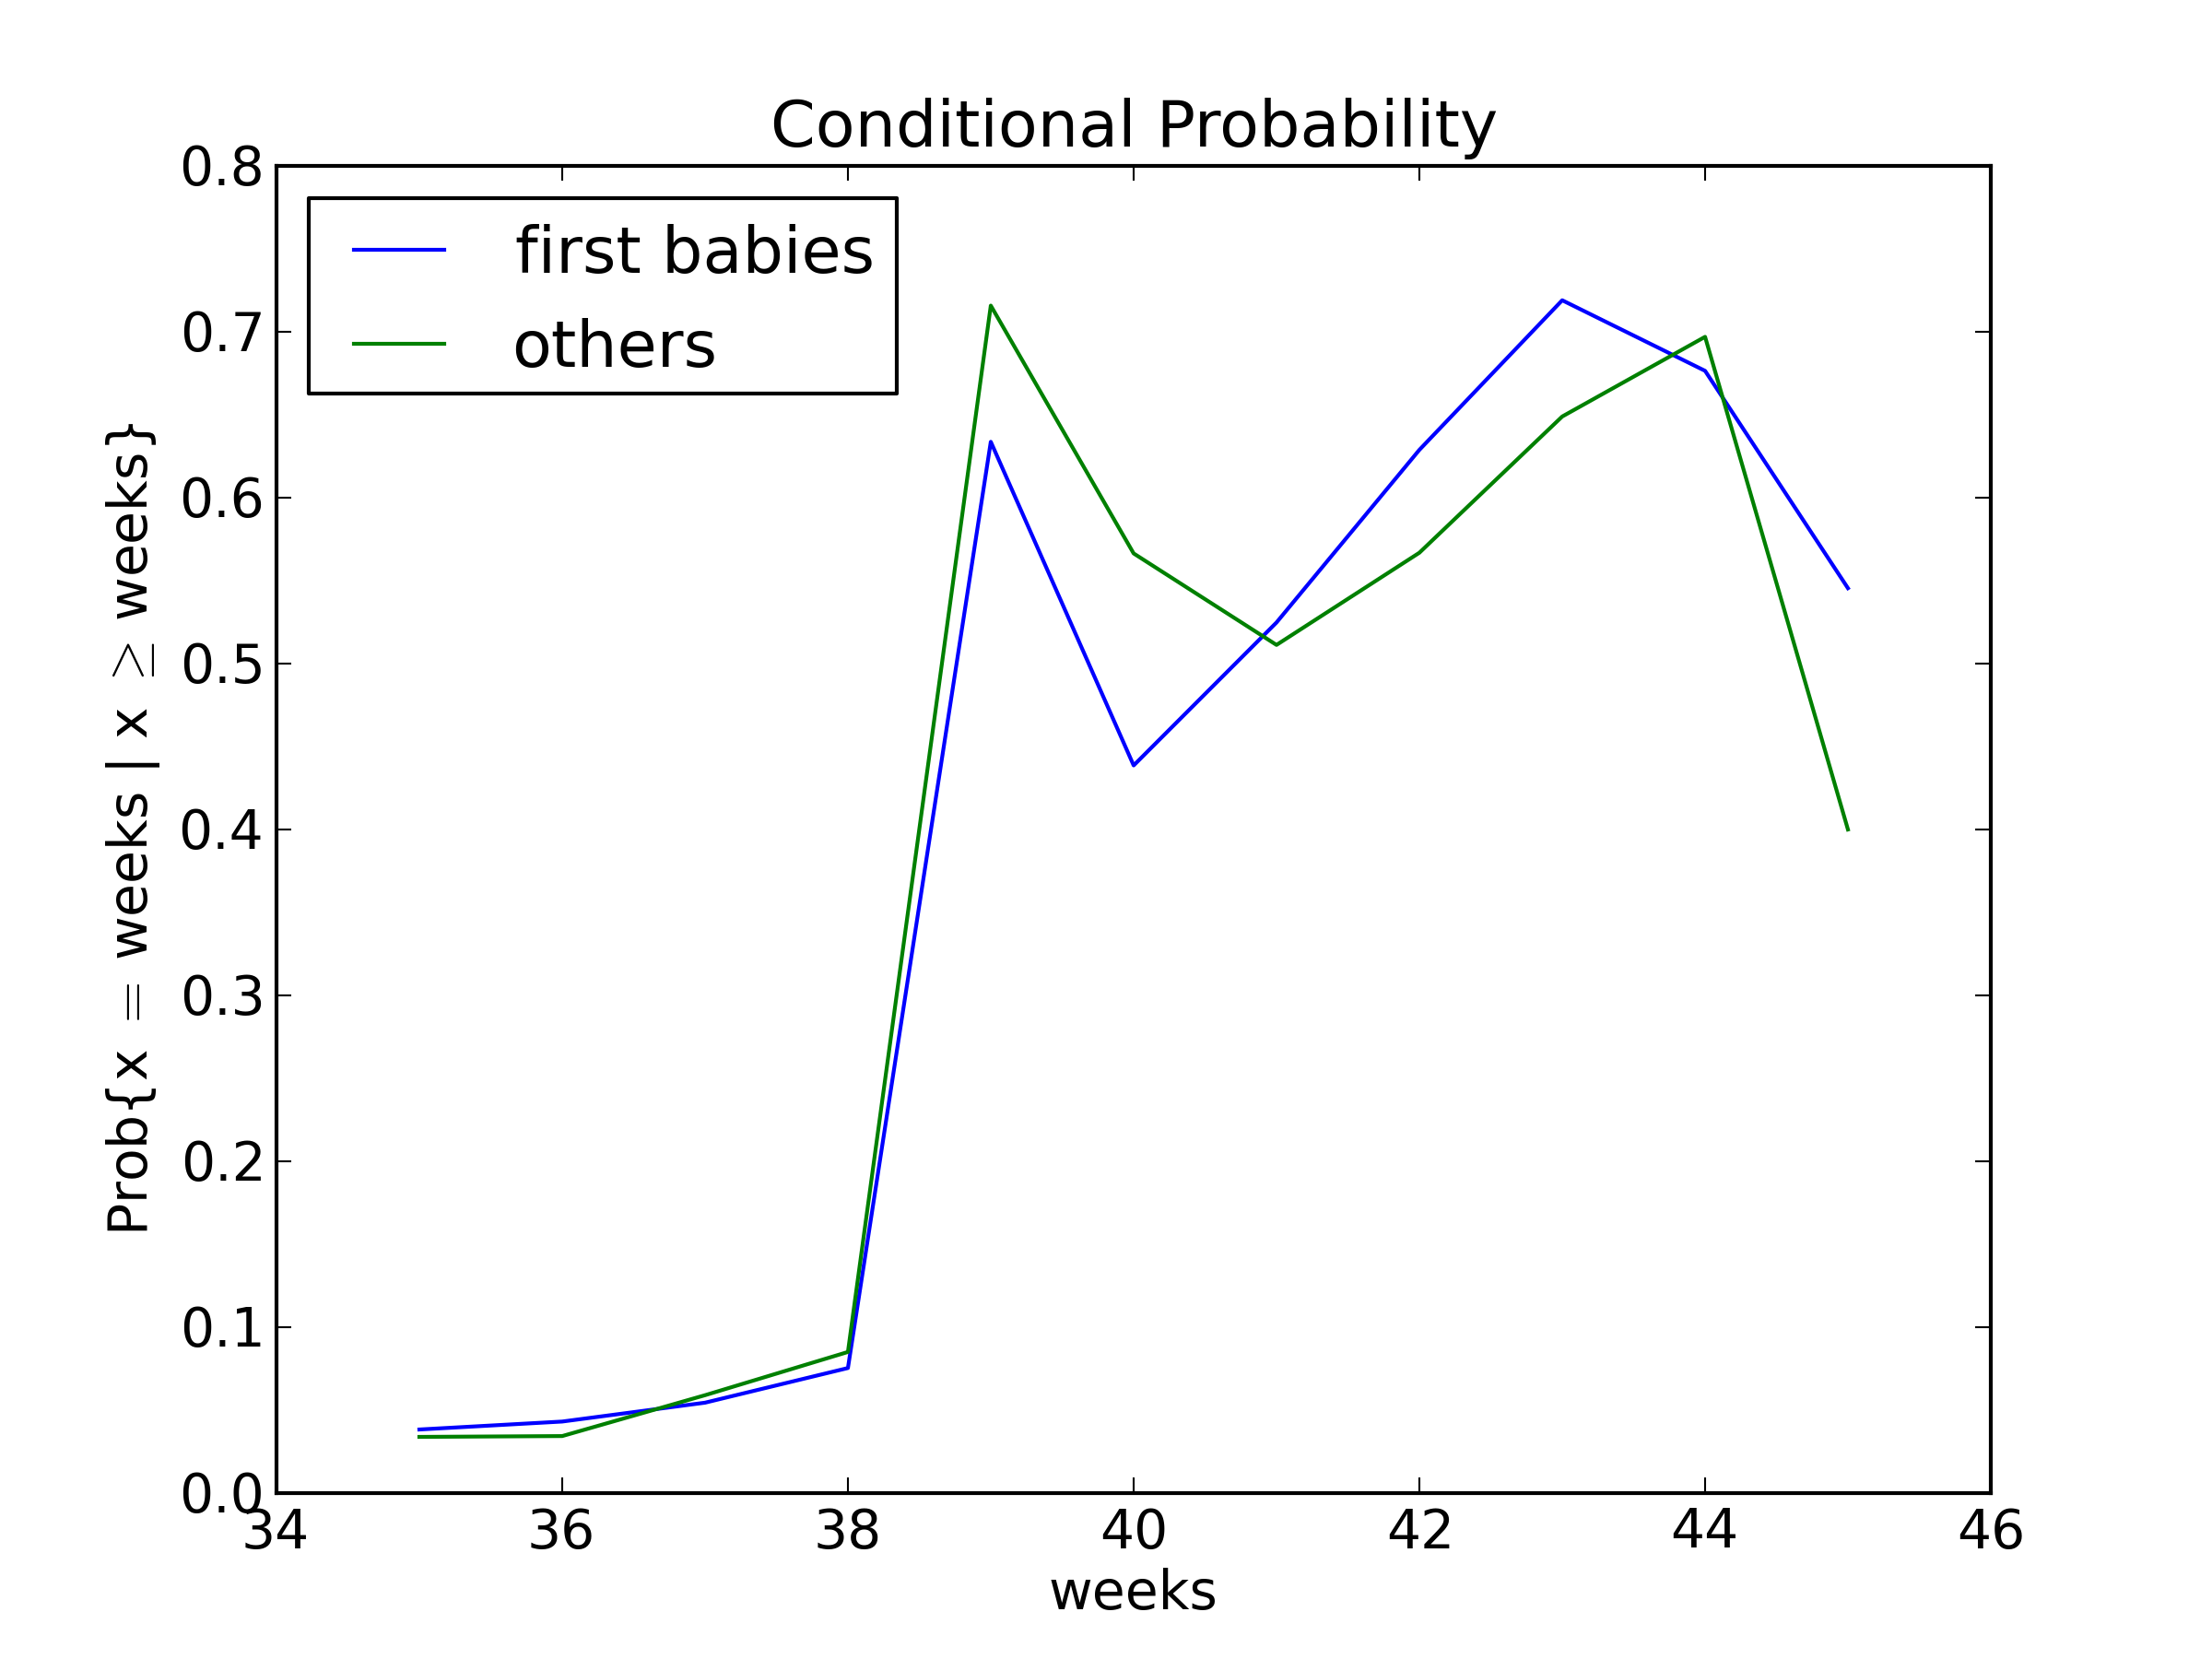 Conditional Probability
first babies
others
Prob{x = weeks | x ≥ weeks}
0.8
0.7
0.6
0.5
0.4
0.3
0.2
0.1
0.0
34 36 38 40 42 44 46
weeks